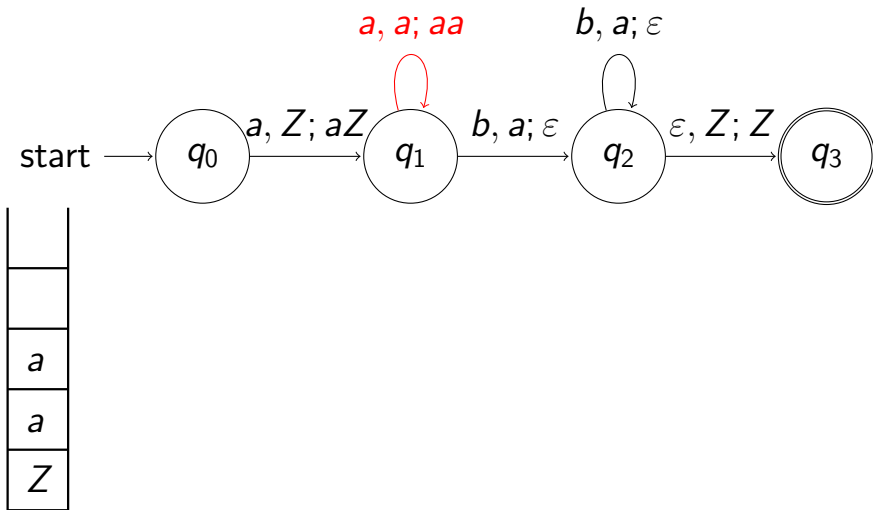 a, a; aa
b, a; ε
a, Z; aZ
b, a; ε
ε, Z; Z
start
q0
q1
q2
q3
a
a
Z